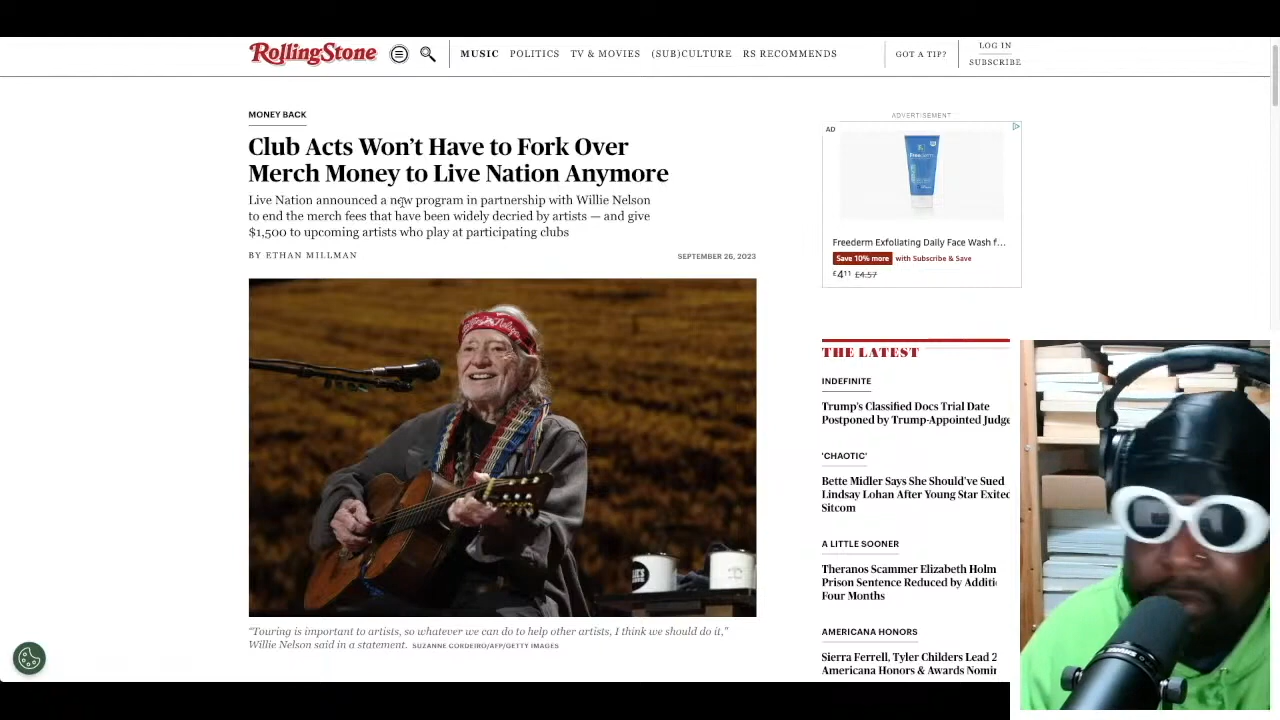 RollingStone
MUSIC POLITICS TV & MOVIES (SUB)CULTURE RS RECOMMENDS
GOT A TIP?
LOG IN
SUBSCRIBE
MONEY BACK
Club Acts Won't Have to Fork Over
Merch Money to Live Nation Anymore
Live Nation announced a new program in partnership with Willie Nelson
to end the merch fees that have been widely decried by artists — and give
$1,500 to upcoming artists who play at participating clubs
BY ETHAN MILLMAN
SEPTEMBER 26, 2023
"Touring is important to artists, so whatever we can do to help other artists, I think we should do it,"
Willie Nelson said in a statement. SUZANNE CORDEIRO/AFP/GETTY IMAGES
ADVERTISEMENT
AD
Freederm
Freederm Exfoliating Daily Face Wash f...
Save 10% more with Subscribe & Save
£4.11 £4.57
THE LATEST
INDEFINITE
Trump's Classified Docs Trial Date
Postponed by Trump-Appointed Judge
'CHAOTIC'
Bette Midler Says She Should've Sued
Lindsay Lohan After Young Star Exited
Sitcom
A LITTLE SOONER
Theranos Scammer Elizabeth Holm
Prison Sentence Reduced by Additi
Four Months
AMERICANA HONORS
Sierra Ferrell, Tyler Childers Lead 2
Americana Honors & Awards Nomin